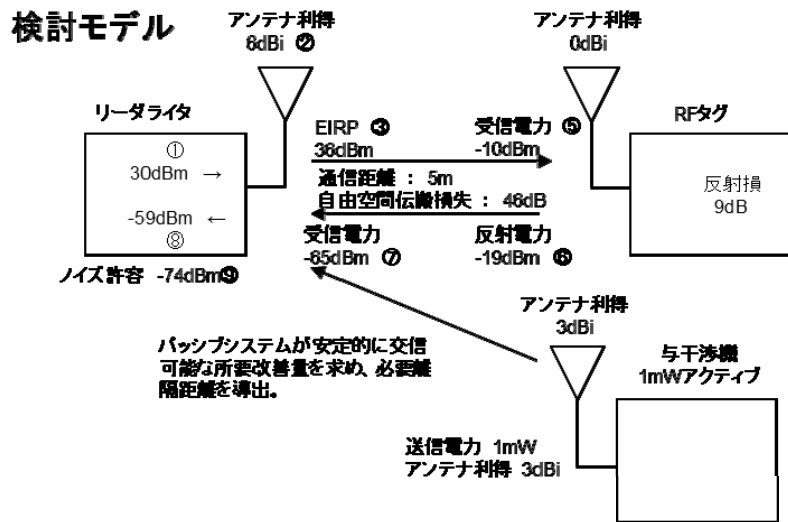 検討モデル
アンテナ利得
6dBi ②
アンテナ利得
0dBi
リーダライタ
①
30dBm →
-59dBm ←
⑧
ノイズ許容 -74dBm⑨
EIRP ③
36dBm
受信電力 ⑤
-10dBm
通信距離 : 5m
自由空間伝搬損失 : 46dB
受信電力
-65dBm ⑦
反射電力
-19dBm ⑥
RFタグ
反射損
9dB
アンテナ利得
3dBi
与干渉機
1mWアクティブ
パッシブシステムが安定的に交信
可能な所要改善量を求め、必要離
隔距離を導出。
送信電力 1mW
アンテナ利得 3dBi